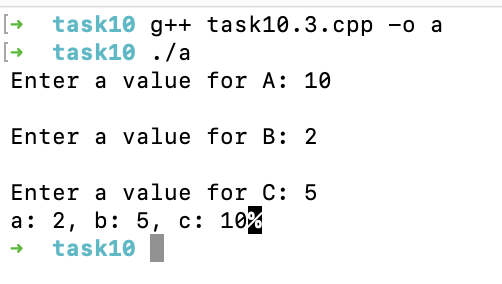 [➜ task10 g++ task10.3.cpp -o a
[➜ task10 ./a
Enter a value for A: 10
Enter a value for B: 2
Enter a value for C: 5
a: 2, b: 5, c: 10%
➜ task10